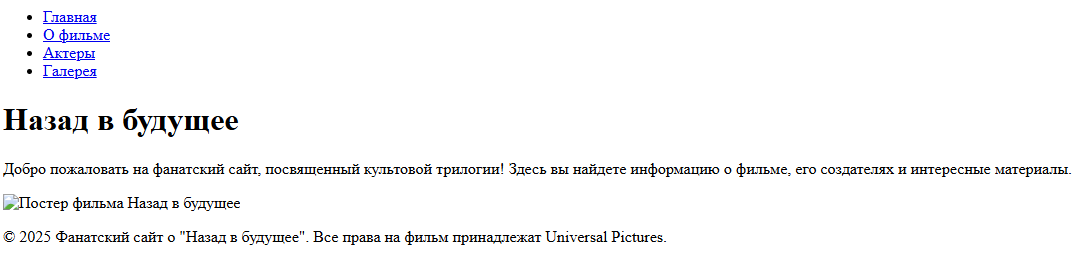 Главная
О фильме
Актеры
Галерея
Назад в будущее
Добро пожаловать на фанатский сайт, посвященный культовой трилогии! Здесь вы найдете информацию о фильме, его создателях и интересные материалы.
Постер фильма Назад в будущее
© 2025 Фанатский сайт о "Назад в будущее". Все права на фильм принадлежат Universal Pictures.